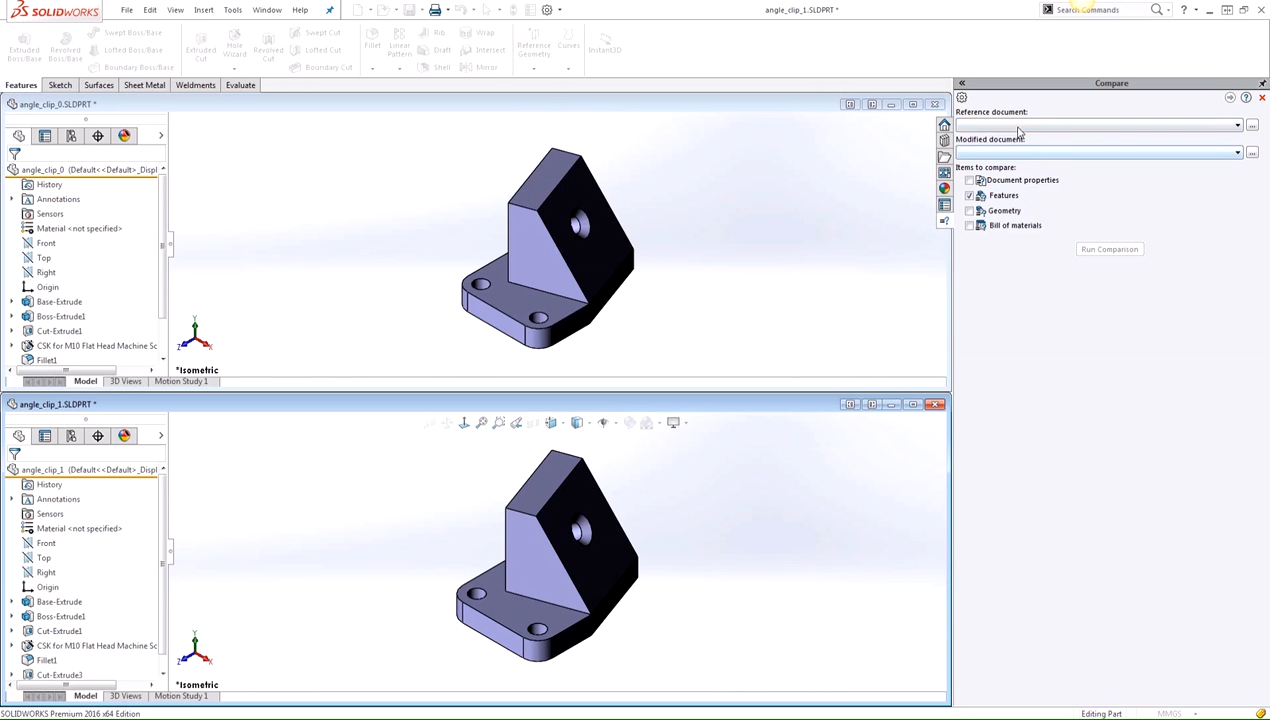 SOLIDWORKS File Edit View Insert Tools Window Help angle_clip_1.SLDPRT * Search Commands
Extruded Boss/Base
Revolved Boss/Base
Swept Boss/Base
Lofted Boss/Base
Boundary Boss/Base
Extruded Cut
Hole Wizard
Revolved Cut
Swept Cut
Lofted Cut
Boundary Cut
Fillet
Linear Pattern
Rib
Draft
Shell
Wrap
Intersect
Mirror
Reference Geometry
Curves
Instant3D
Features Sketch Surfaces Sheet Metal Weldments Evaluate
angle_clip_0.SLDPRT *
angle_clip_0 (Default<<Default>_Displ
History
Annotations
Sensors
Material <not specified>
Front
Top
Right
Origin
Base-Extrude
Boss-Extrude1
Cut-Extrude1
CSK for M10 Flat Head Machine Sc
Fillet1
Y
Z
X
*Isometric
Model 3D Views Motion Study 1
angle_clip_1.SLDPRT *
angle_clip_1 (Default<<Default>_Displ
History
Annotations
Sensors
Material <not specified>
Front
Top
Right
Origin
Base-Extrude
Boss-Extrude1
Cut-Extrude1
CSK for M10 Flat Head Machine Sc
Fillet1
Cut-Extrude3
Y
Z
X
*Isometric
Model 3D Views Motion Study 1
Compare
Reference document:
Modified document:
Items to compare:
Document properties
Features
Geometry
Bill of materials
Run Comparison
SOLIDWORKS Premium 2016 x64 Edition Editing Part MMGS